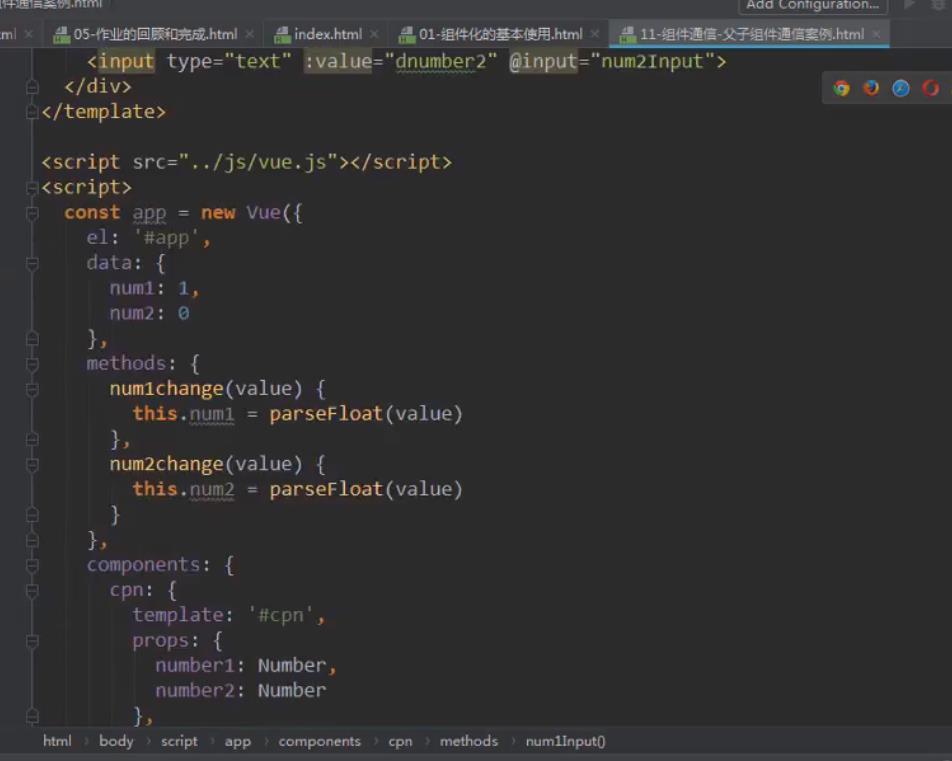 件通信案例.html
Add Configuration...
ml 05-作业的回顾和完成.html index.html 01-组件化的基本使用.html 11-组件通信-父子组件通信案例.html
<input type="text" :value="dnumber2" @input="num2Input">
</div>
</template>
<script src="../js/vue.js"></script>
<script>
const app = new Vue({
el: '#app',
data: {
num1: 1,
num2: 0
},
methods: {
num1change(value) {
this.num1 = parseFloat(value)
},
num2change(value) {
this.num2 = parseFloat(value)
}
},
components: {
cpn: {
template: '#cpn',
props: {
number1: Number,
number2: Number
},
html body script app components cpn methods num1Input()